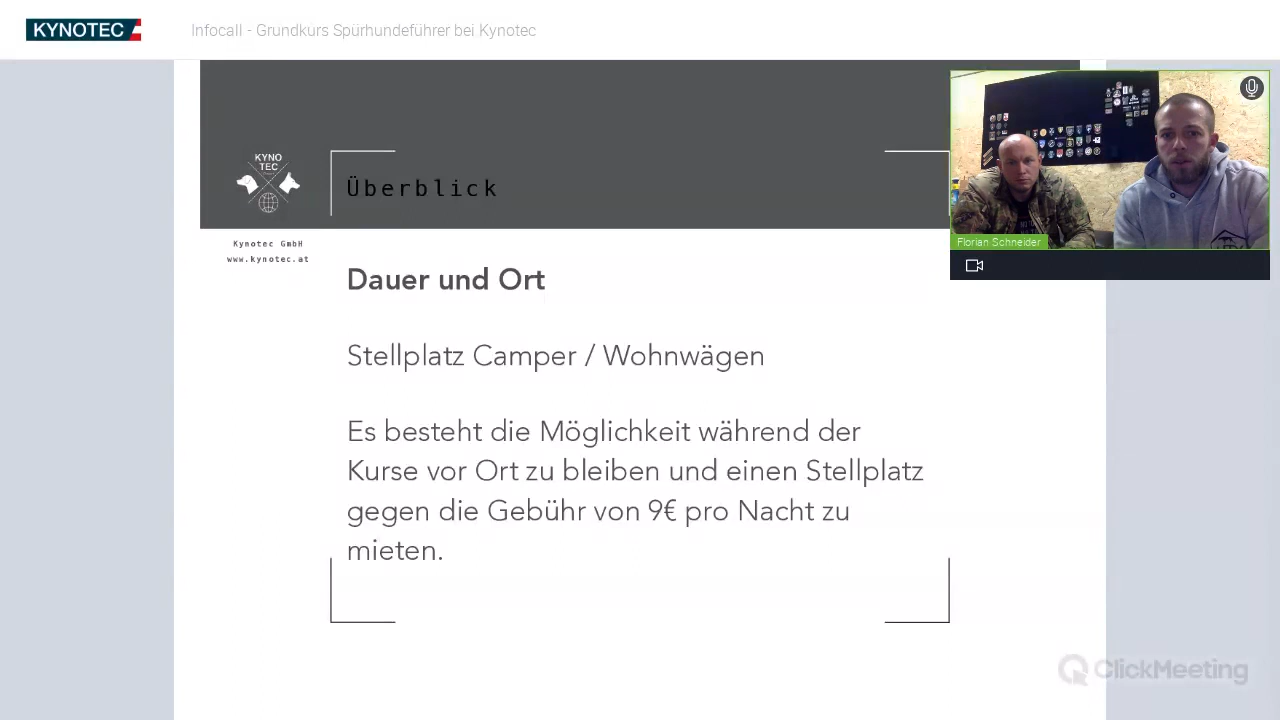 KYNOTEC
Infocall - Grundkurs Spürhundeführer bei Kynotec
KYNO
TEC
Überblick
Kynotec GmbH
www.kynotec.at
Florian Schneider
Dauer und Ort
Stellplatz Camper / Wohnwägen
Es besteht die Möglichkeit während der
Kurse vor Ort zu bleiben und einen Stellplatz
gegen die Gebühr von 9€ pro Nacht zu
mieten.
ClickMeeting